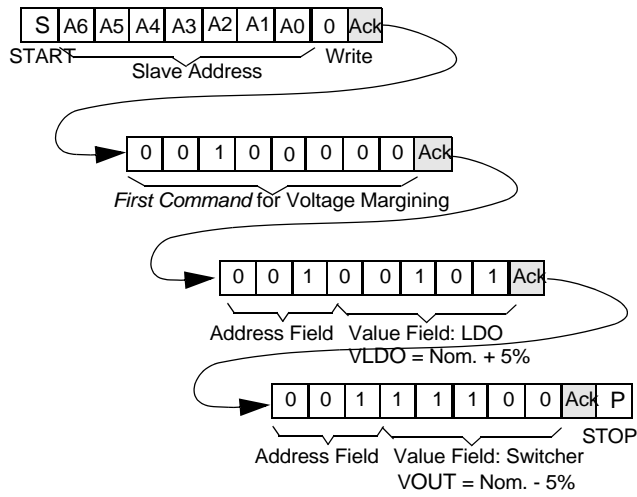 S A6 A5 A4 A3 A2 A1 A0 0 Ack
START Slave Address Write
0 0 1 0 0 0 0 0 Ack
First Command for Voltage Margining
0 0 1 0 0 1 0 1 Ack
Address Field Value Field: LDO
VLDO = Nom. + 5%
0 0 1 1 1 1 0 0 Ack P
STOP
Address Field Value Field: Switcher
VOUT = Nom. - 5%